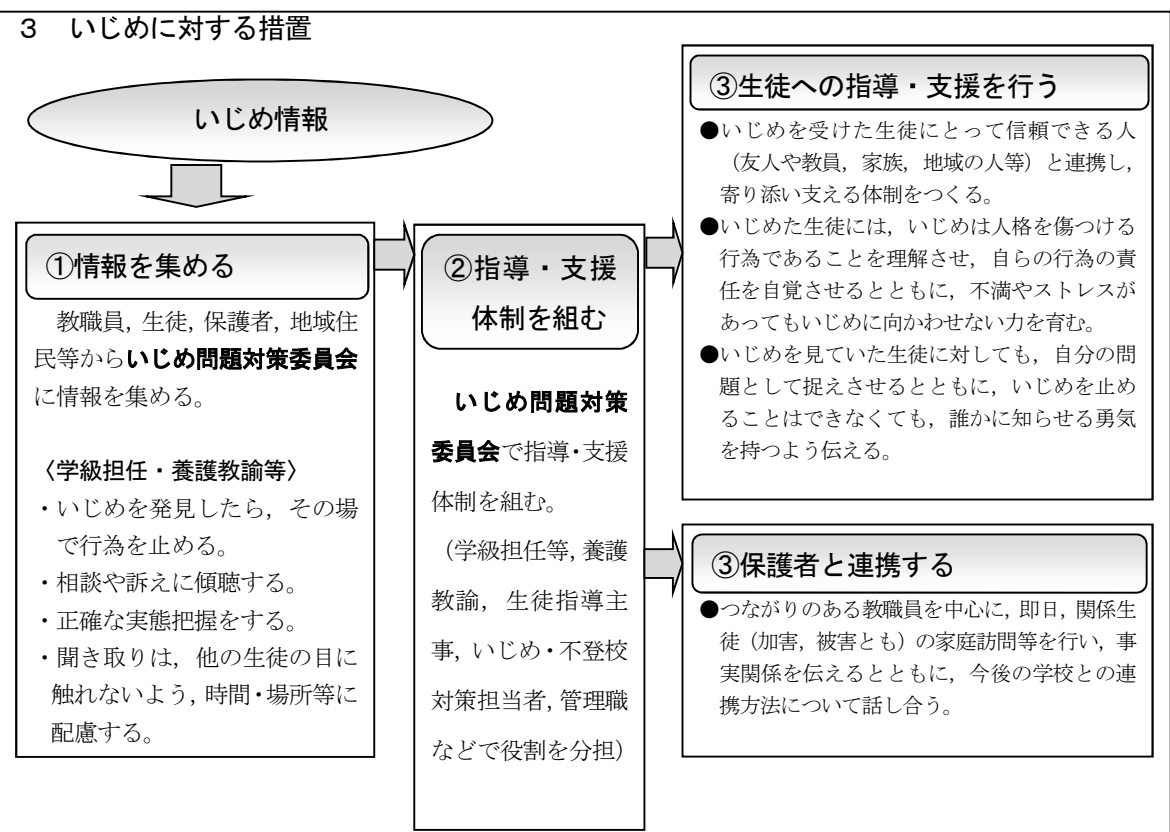 ３　いじめに対する措置
いじめ情報
①情報を集める
教職員，生徒，保護者，地域住
民等からいじめ問題対策委員会
に情報を集める。
〈学級担任・養護教諭等〉
・いじめを発見したら，その場
で行為を止める。
・相談や訴えに傾聴する。
・正確な実態把握をする。
・聞き取りは，他の生徒の目に
触れないよう，時間・場所等に
配慮する。
②指導・支援
体制を組む
いじめ問題対策
委員会で指導・支援
体制を組む。
（学級担任等，養護
教諭，生徒指導主
事，いじめ・不登校
対策担当者，管理職
などで役割を分担）
③生徒への指導・支援を行う
●いじめを受けた生徒にとって信頼できる人
（友人や教員，家族，地域の人等）と連携し，
寄り添い支える体制をつくる。
●いじめた生徒には，いじめは人格を傷つける
行為であることを理解させ，自らの行為の責
任を自覚させるとともに，不満やストレスが
あってもいじめに向かわせない力を育む。
●いじめを見ていた生徒に対しても，自分の問
題として捉えさせるとともに，いじめを止め
ることはできなくても，誰かに知らせる勇気
を持つよう伝える。
③保護者と連携する
●つながりのある教職員を中心に，即日，関係生
徒（加害，被害とも）の家庭訪問等を行い，事
実関係を伝えるとともに，今後の学校との連
携方法について話し合う。